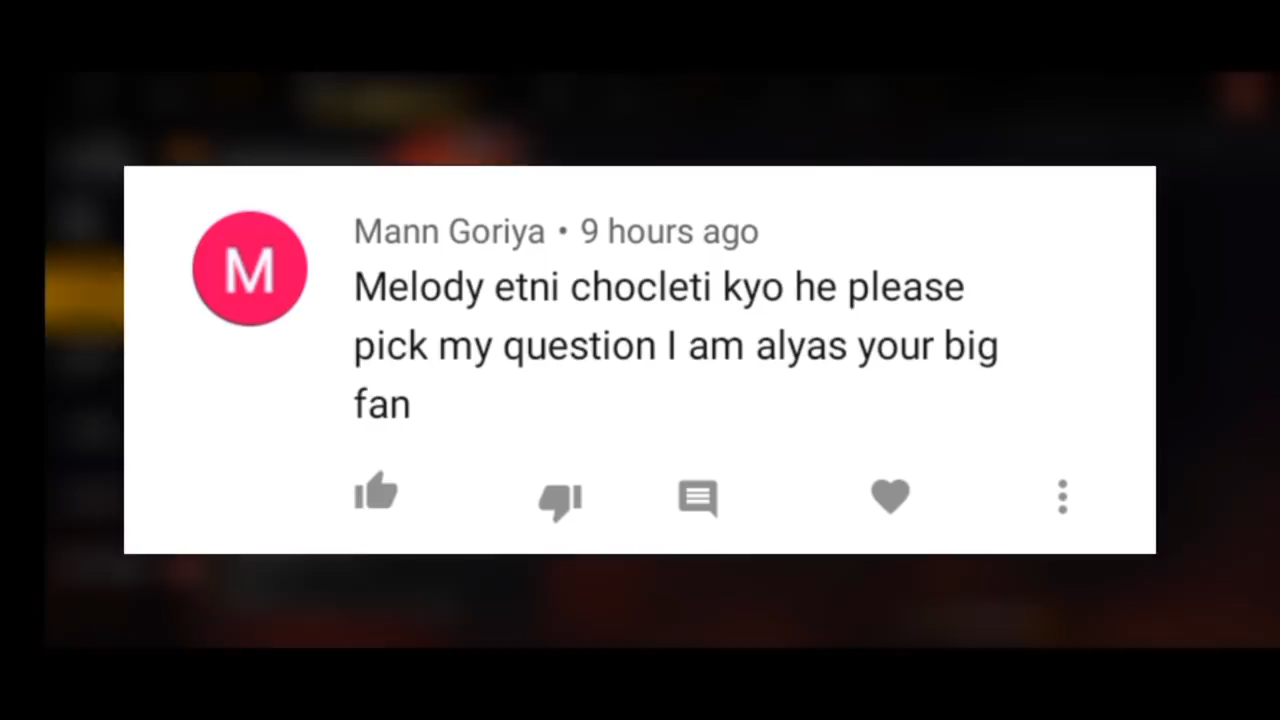 M
Mann Goriya • 9 hours ago
Melody etni chocleti kyo he please
pick my question I am alyas your big
fan